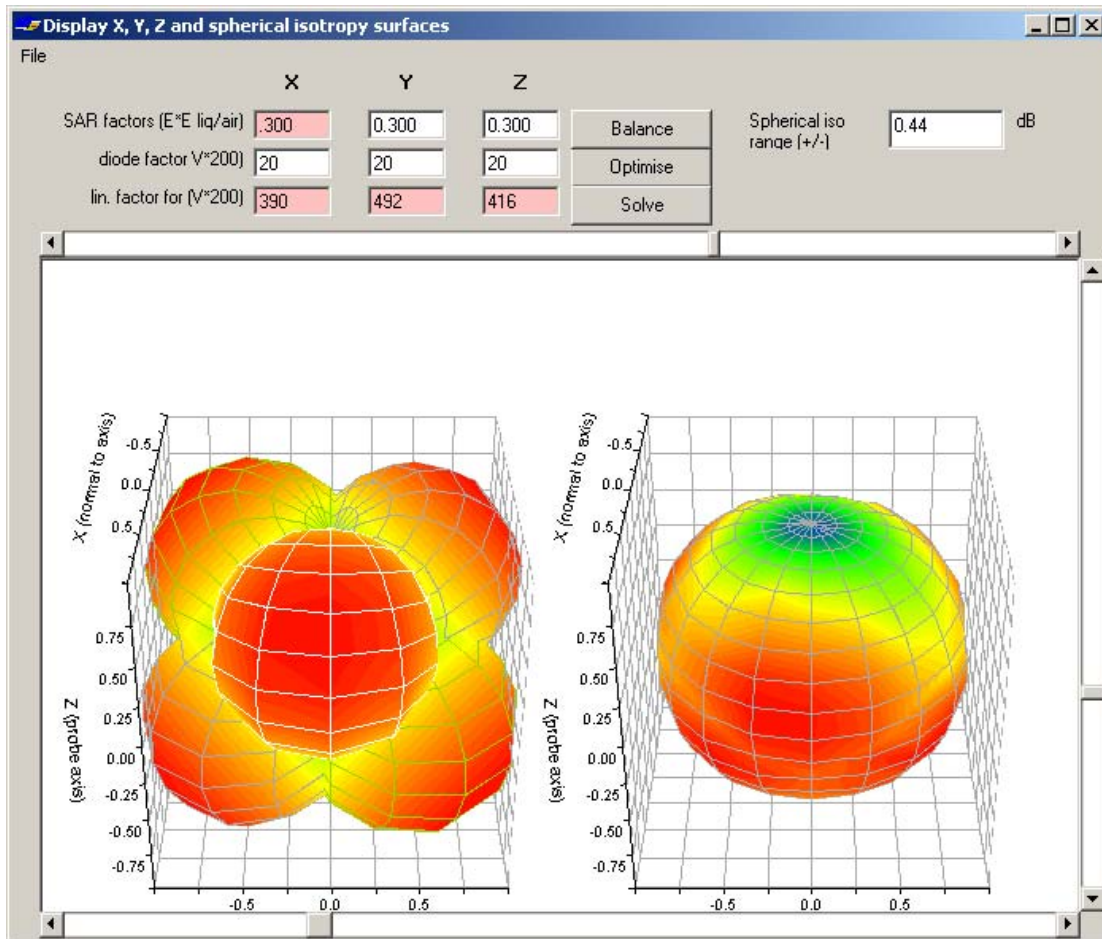 Display X, Y, Z and spherical isotropy surfaces
File
X Y Z
SAR factors (E*E liq/air) .300 0.300 0.300 Balance Spherical iso range (+/-) 0.44 dB
diode factor V*200) 20 20 20 Optimise
lin. factor for (V*200) 390 492 416 Solve
X (normal to axis)
-0.5
0.0
0.5
Z (probe axis)
0.75
0.50
0.25
0.00
-0.25
-0.50
-0.75
-0.5 0.0 0.5
X (normal to axis)
-0.5
0.0
0.5
Z (probe axis)
0.75
0.50
0.25
0.00
-0.25
-0.50
-0.75
-0.5 0.0 0.5